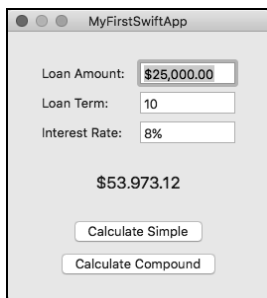 MyFirstSwiftApp
Loan Amount: $25,000.00
Loan Term: 10
Interest Rate: 8%
$53.973.12
Calculate Simple
Calculate Compound